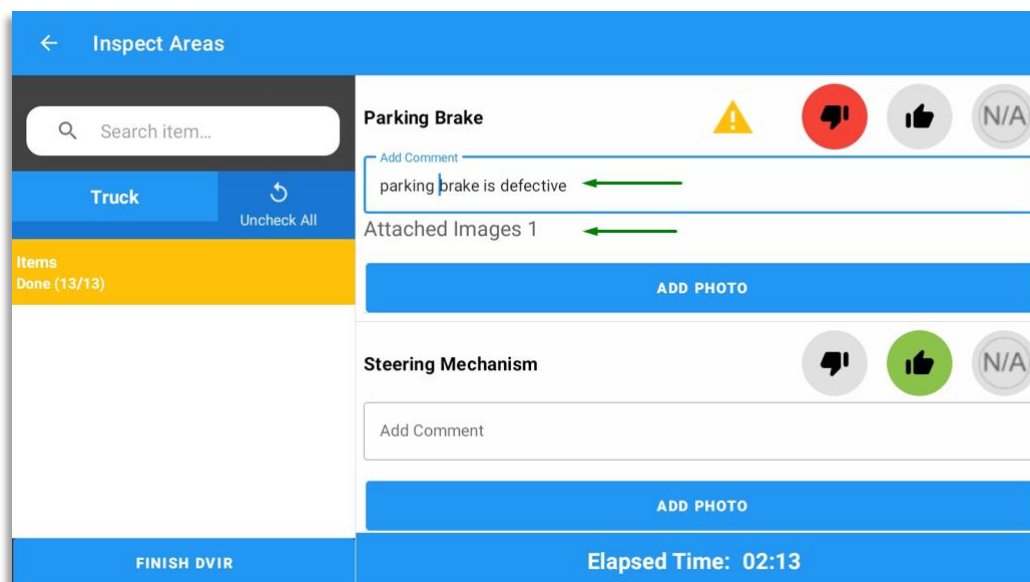 Inspect Areas
Search item...
Truck
Uncheck All
Items
Done (13/13)
FINISH DVIR
Parking Brake
N/A
Add Comment
parking brake is defective
Attached Images 1
ADD PHOTO
Steering Mechanism
N/A
Add Comment
ADD PHOTO
Elapsed Time: 02:13